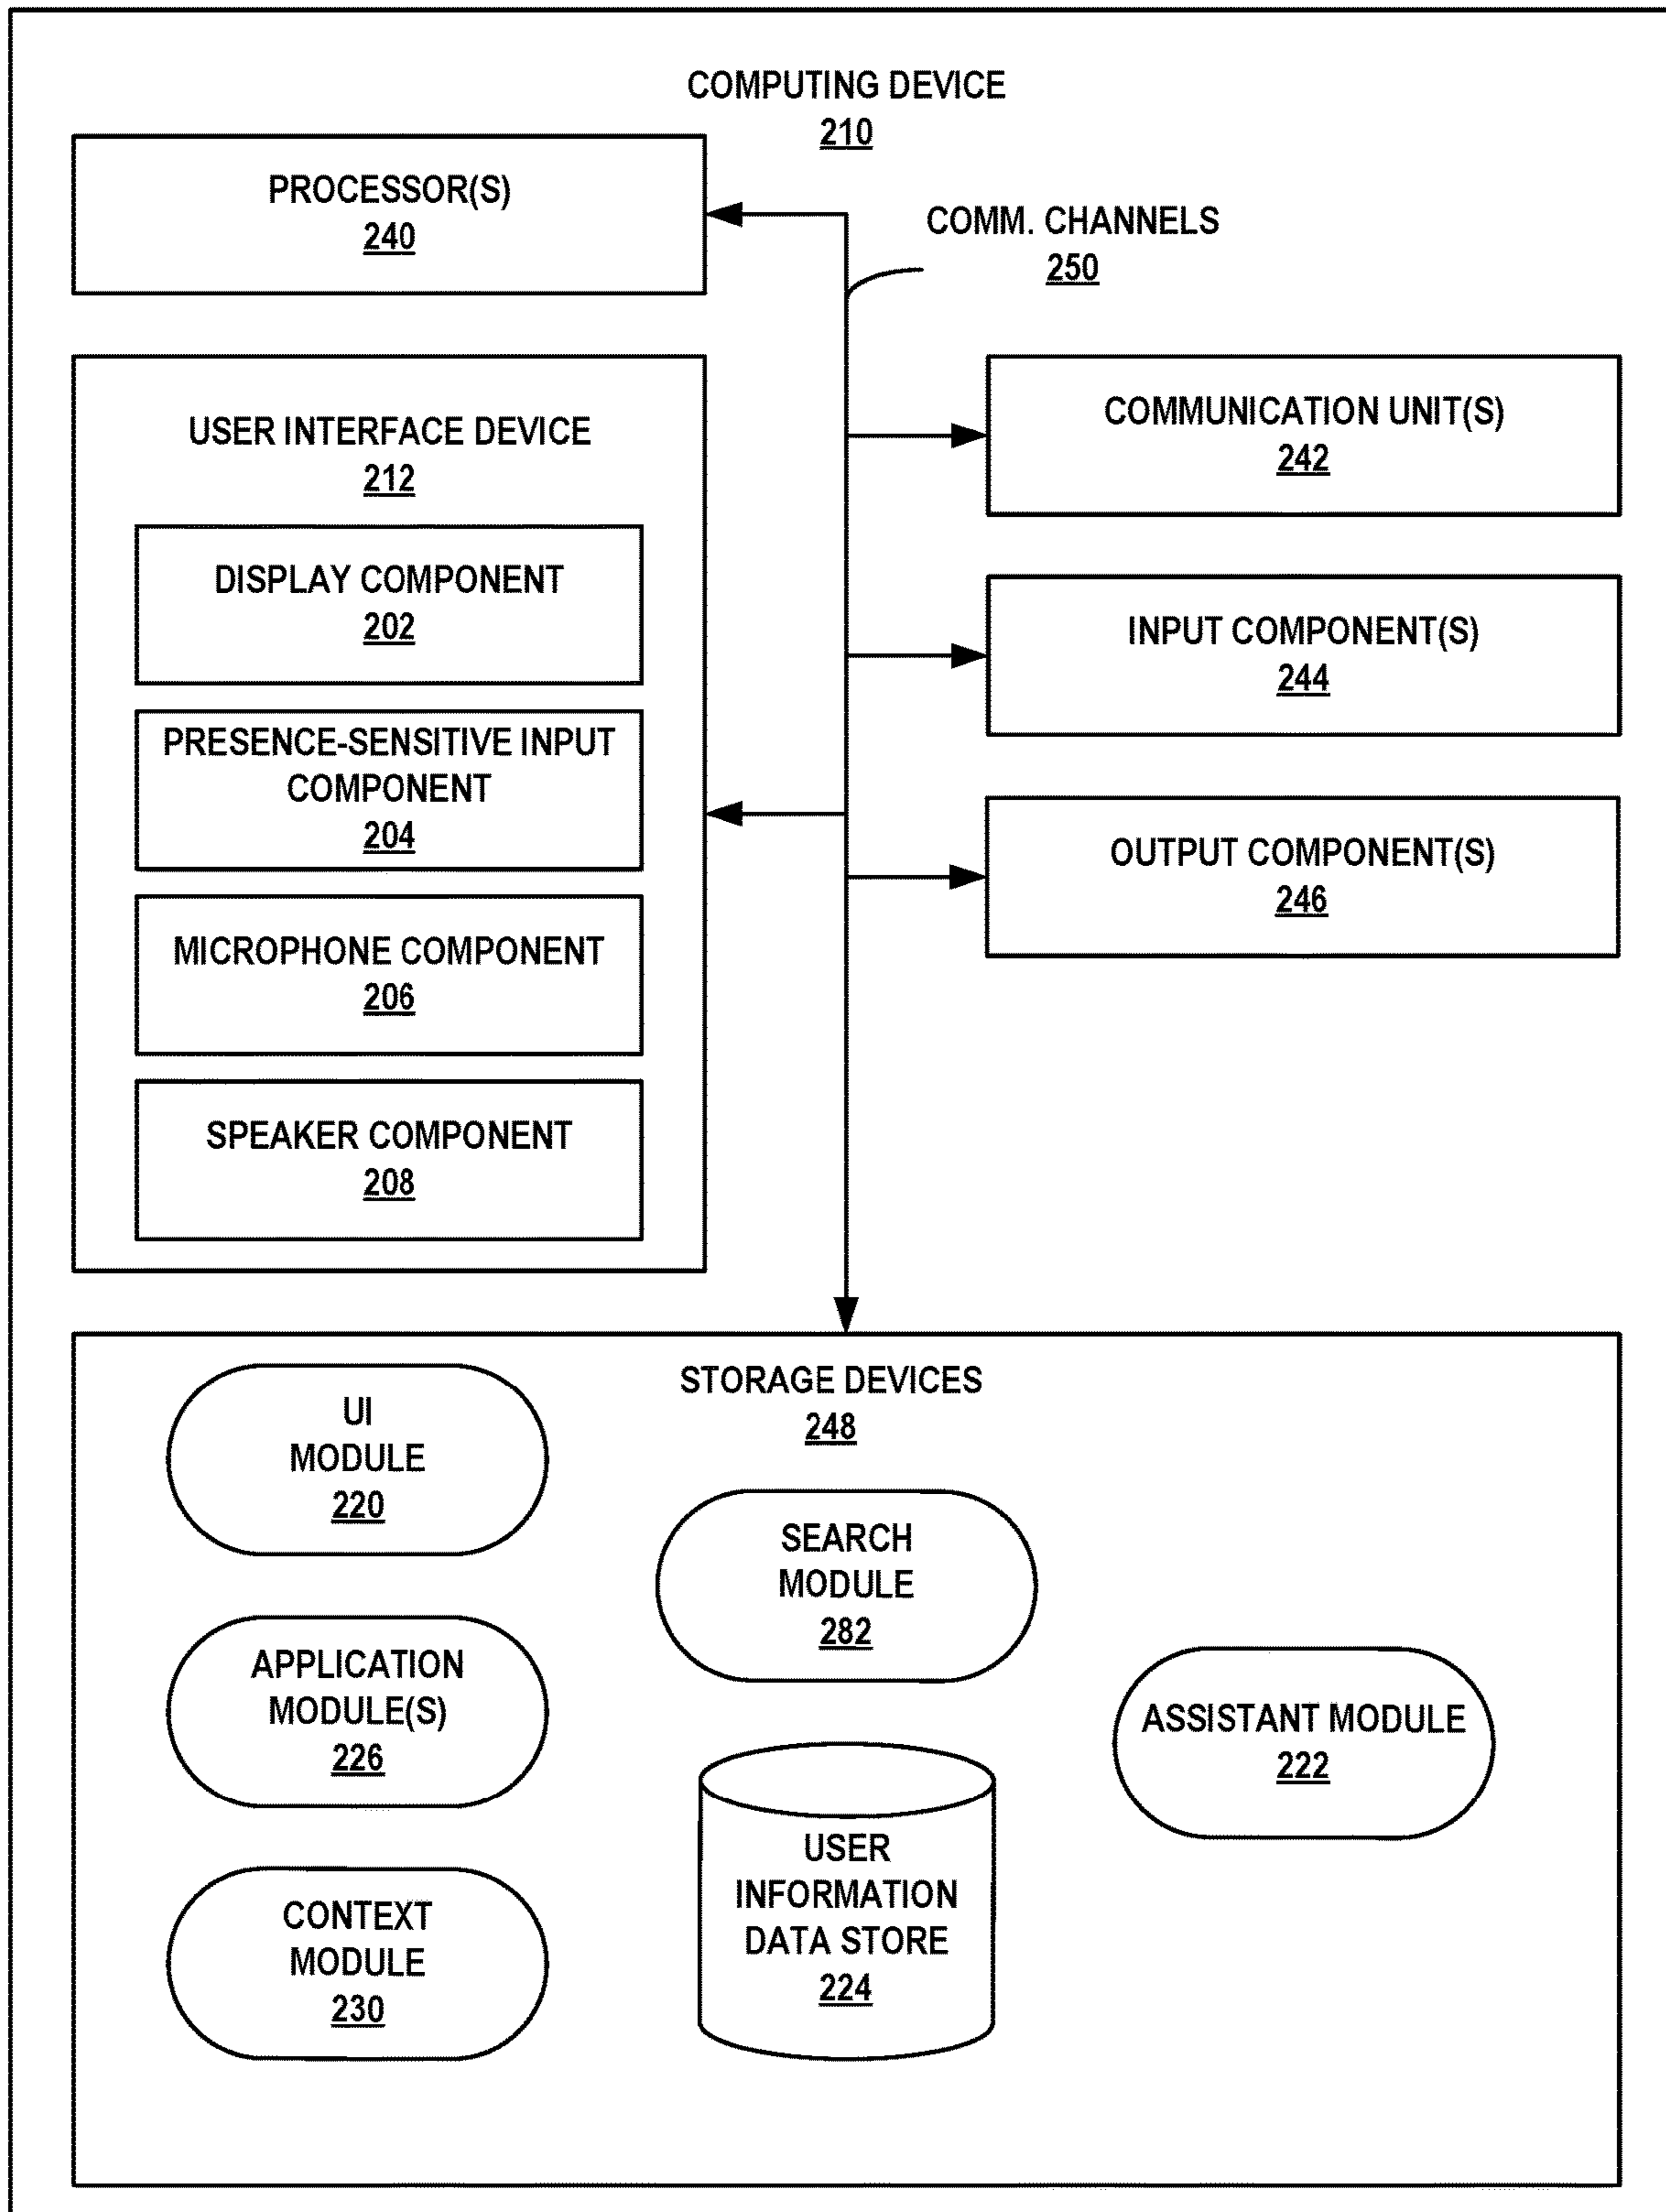 COMPUTING DEVICE
210
PROCESSOR(S)
240
COMM. CHANNELS
250
USER INTERFACE DEVICE
212
DISPLAY COMPONENT
202
PRESENCE-SENSITIVE INPUT
COMPONENT
204
MICROPHONE COMPONENT
206
SPEAKER COMPONENT
208
COMMUNICATION UNIT(S)
242
INPUT COMPONENT(S)
244
OUTPUT COMPONENT(S)
246
STORAGE DEVICES
248
UI
MODULE
220
SEARCH
MODULE
282
APPLICATION
MODULE(S)
226
ASSISTANT MODULE
222
USER
INFORMATION
DATA STORE
224
CONTEXT
MODULE
230